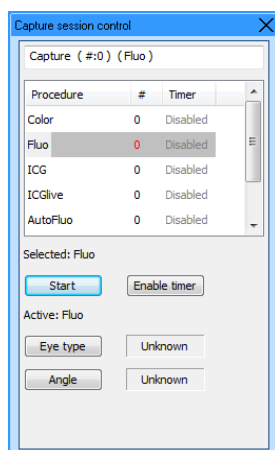 Capture session control
Capture ( #:0 ) ( Fluo )
Procedure # Timer
Color 0 Disabled
Fluo 0 Disabled
ICG 0 Disabled
ICGlive 0 Disabled
AutoFluo 0 Disabled
Selected: Fluo
Start Enable timer
Active: Fluo
Eye type Unknown
Angle Unknown